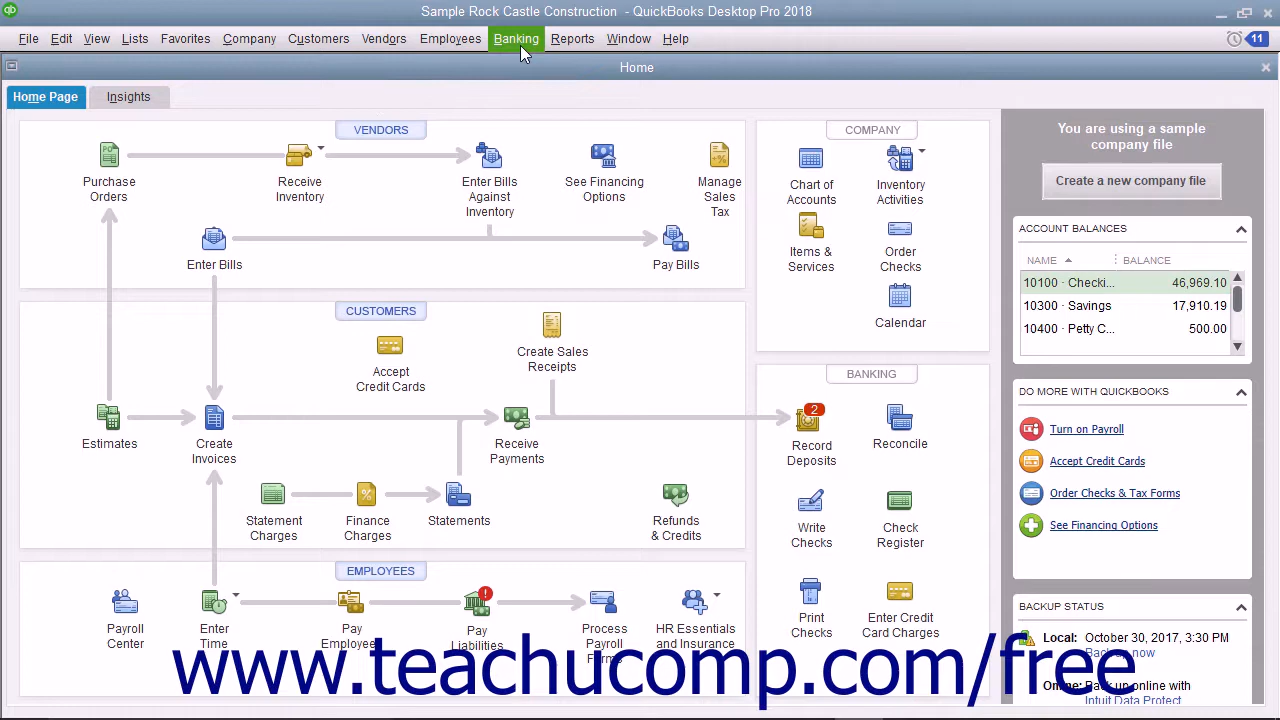 Sample Rock Castle Construction - QuickBooks Desktop Pro 2018
File Edit View Lists Favorites Company Customers Vendors Employees Banking Reports Window Help 11
Home
Home Page Insights
VENDORS
Purchase
Orders
Receive
Inventory
Enter Bills
Against
Inventory
See Financing
Options
Manage
Sales
Tax
Enter Bills
Pay Bills
CUSTOMERS
Accept
Credit Cards
Create Sales
Receipts
Estimates
Create
Invoices
Receive
Payments
Statement
Charges
Finance
Charges
Statements
Refunds
& Credits
EMPLOYEES
Payroll
Center
Enter
Time
Pay
Employees
Pay
Liabilities
Process
Payroll
Forms
HR Essentials
and Insurance
COMPANY
Chart of
Accounts
Inventory
Activities
Items &
Services
Order
Checks
Calendar
BANKING
2
Record
Deposits
Reconcile
Write
Checks
Check
Register
Print
Checks
Enter Credit
Card Charges
You are using a sample
company file
Create a new company file
ACCOUNT BALANCES
NAME BALANCE
10100 · Checki... 46,969.10
10300 · Savings 17,910.19
10400 · Petty C... 500.00
DO MORE WITH QUICKBOOKS
Turn on Payroll
Accept Credit Cards
Order Checks & Tax Forms
See Financing Options
BACKUP STATUS
Local: October 30, 2017, 3:30 PM
Back up now
Online: Back up online with
Intuit Data Protect
www.teachucomp.com/free